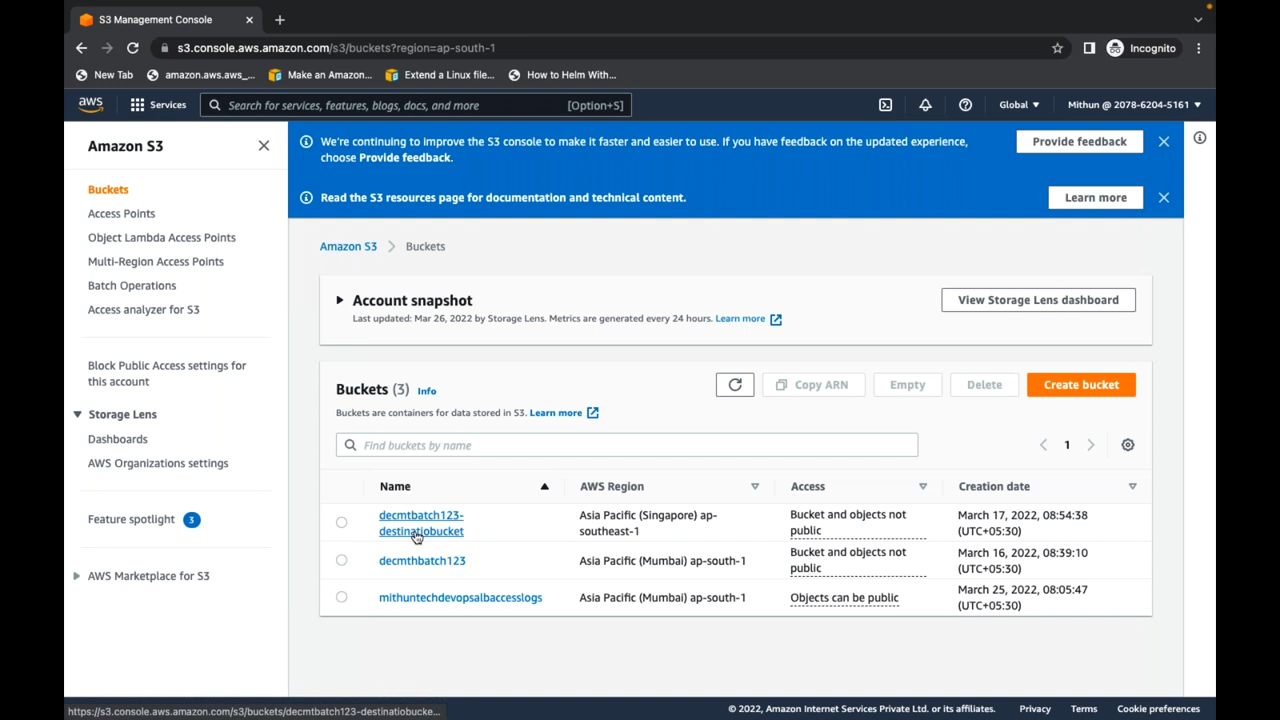 S3 Management Console
s3.console.aws.amazon.com/s3/buckets?region=ap-south-1
Incognito
New Tab
amazon.aws.aws_...
Make an Amazon...
Extend a Linux file...
How to Helm With...
aws
Services
Search for services, features, blogs, docs, and more
[Option+S]
Global
Mithun @ 2078-6204-5161
Amazon S3
Buckets
Access Points
Object Lambda Access Points
Multi-Region Access Points
Batch Operations
Access analyzer for S3
Block Public Access settings for
this account
Storage Lens
Dashboards
AWS Organizations settings
Feature spotlight 3
AWS Marketplace for S3
We're continuing to improve the S3 console to make it faster and easier to use. If you have feedback on the updated experience,
choose Provide feedback.
Provide feedback
Read the S3 resources page for documentation and technical content.
Learn more
Amazon S3 > Buckets
Account snapshot
Last updated: Mar 26, 2022 by Storage Lens. Metrics are generated every 24 hours. Learn more
View Storage Lens dashboard
Buckets (3) Info
Buckets are containers for data stored in S3. Learn more
Copy ARN
Empty
Delete
Create bucket
Find buckets by name
1
Name
AWS Region
Access
Creation date
decmtbatch123-
destinatiobucket
Asia Pacific (Singapore) ap-
southeast-1
Bucket and objects not
public
March 17, 2022, 08:54:38
(UTC+05:30)
decmthbatch123
Asia Pacific (Mumbai) ap-south-1
Bucket and objects not
public
March 16, 2022, 08:39:10
(UTC+05:30)
mithuntechdevopsalbaccesslogs
Asia Pacific (Mumbai) ap-south-1
Objects can be public
March 25, 2022, 08:05:47
(UTC+05:30)
https://s3.console.aws.amazon.com/s3/buckets/decmtbatch123-destinatiobucke...
© 2022, Amazon Internet Services Private Ltd. or its affiliates.
Privacy
Terms
Cookie preferences